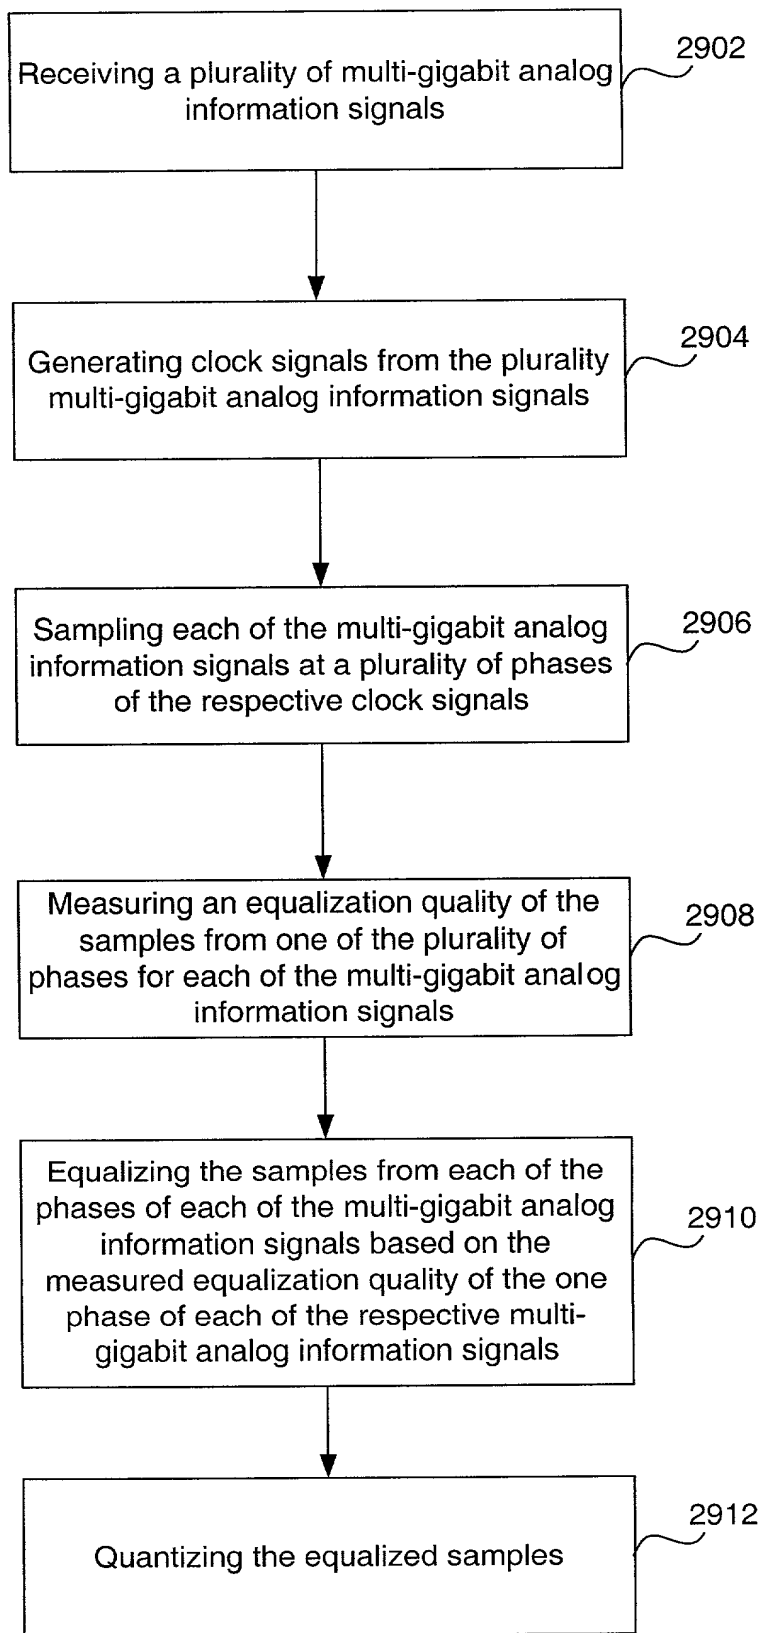 Receiving a plurality of multi-gigabit analog
information signals
2902
Generating clock signals from the plurality
multi-gigabit analog information signals
2904
Sampling each of the multi-gigabit analog
information signals at a plurality of phases
of the respective clock signals
2906
Measuring an equalization quality of the
samples from one of the plurality of
phases for each of the multi-gigabit analog
information signals
2908
Equalizing the samples from each of the
phases of each of the multi-gigabit analog
information signals based on the
measured equalization quality of the one
phase of each of the respective multi-
gigabit analog information signals
2910
Quantizing the equalized samples
2912